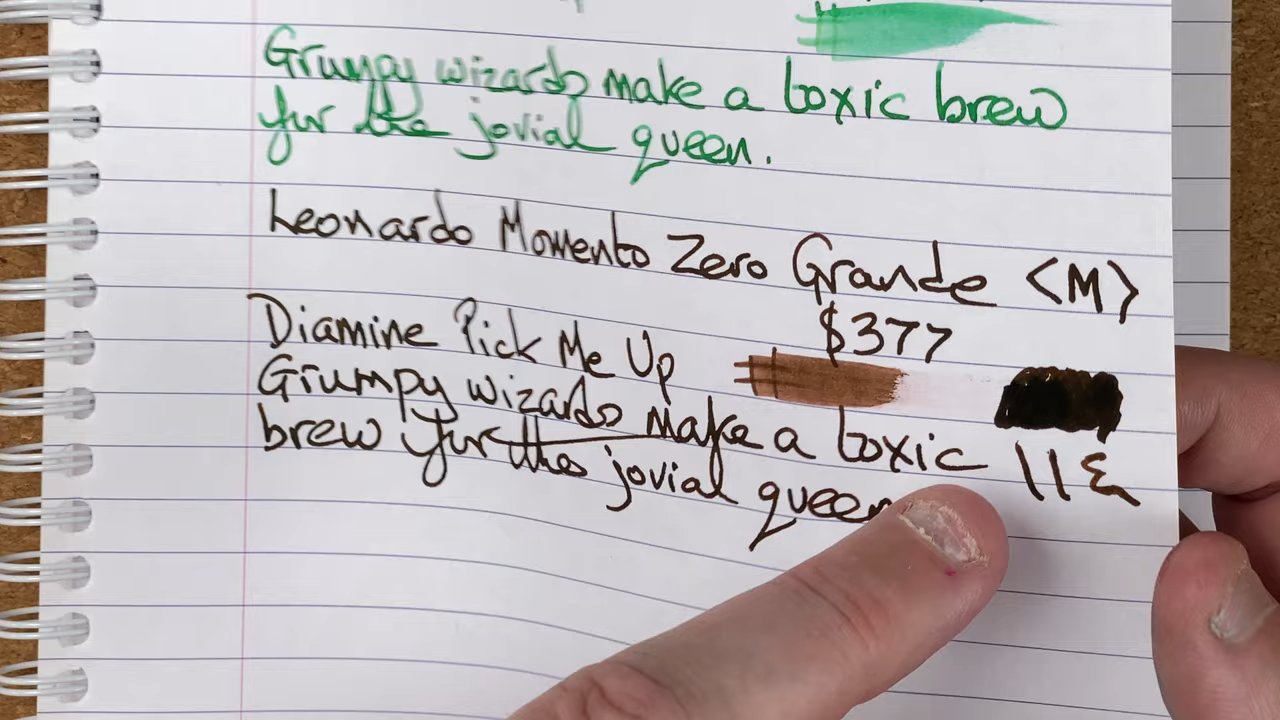 Grumpy wizards make a toxic brew
for the jovial queen.
Leonardo Momento Zero Grande <M>
$377
Diamine Pick Me Up
Grumpy wizards make a toxic
brew for the jovial queen